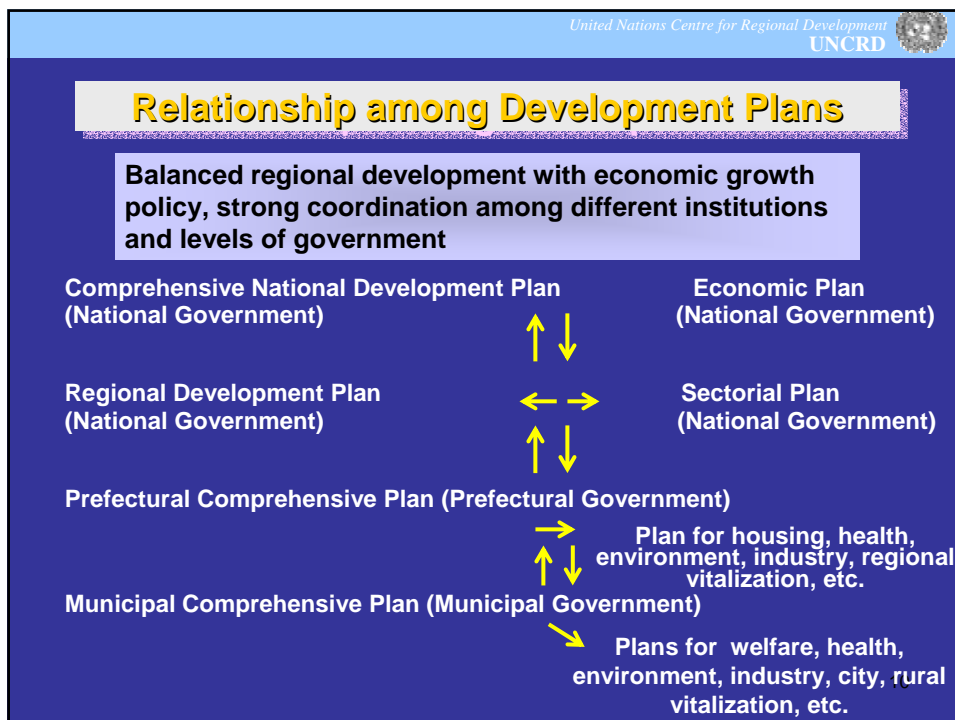 United Nations Centre for Regional Development
UNCRD
Relationship among Development Plans
Balanced regional development with economic growth
policy, strong coordination among different institutions
and levels of government
Comprehensive National Development Plan
(National Government)
Economic Plan
(National Government)
Regional Development Plan
(National Government)
Sectorial Plan
(National Government)
Prefectural Comprehensive Plan (Prefectural Government)
Plan for housing, health,
environment, industry, regional
vitalization, etc.
Municipal Comprehensive Plan (Municipal Government)
Plans for welfare, health,
environment, industry, city, rural
vitalization, etc.